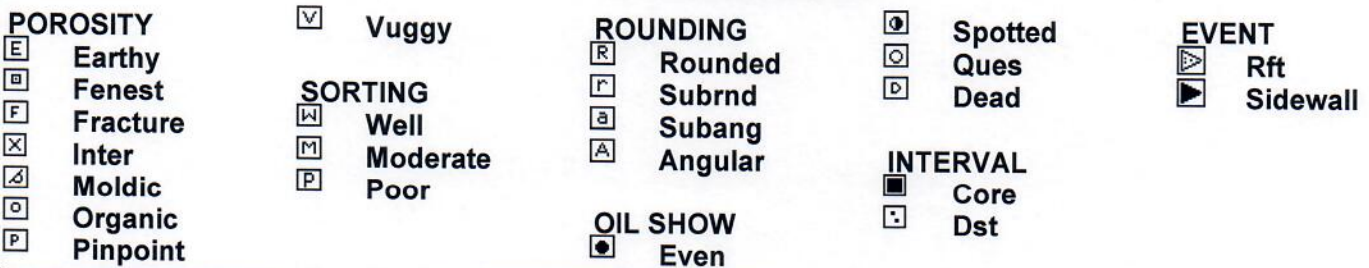 POROSITY
E Earthy
Fenest
F Fracture
X Inter
Moldic
O Organic
P Pinpoint
V Vuggy
SORTING
W Well
M Moderate
P Poor
ROUNDING
R Rounded
r Subrnd
a Subang
A Angular
OIL SHOW
Even
Spotted
O Ques
D Dead
INTERVAL
Core
Dst
EVENT
Rft
Sidewall